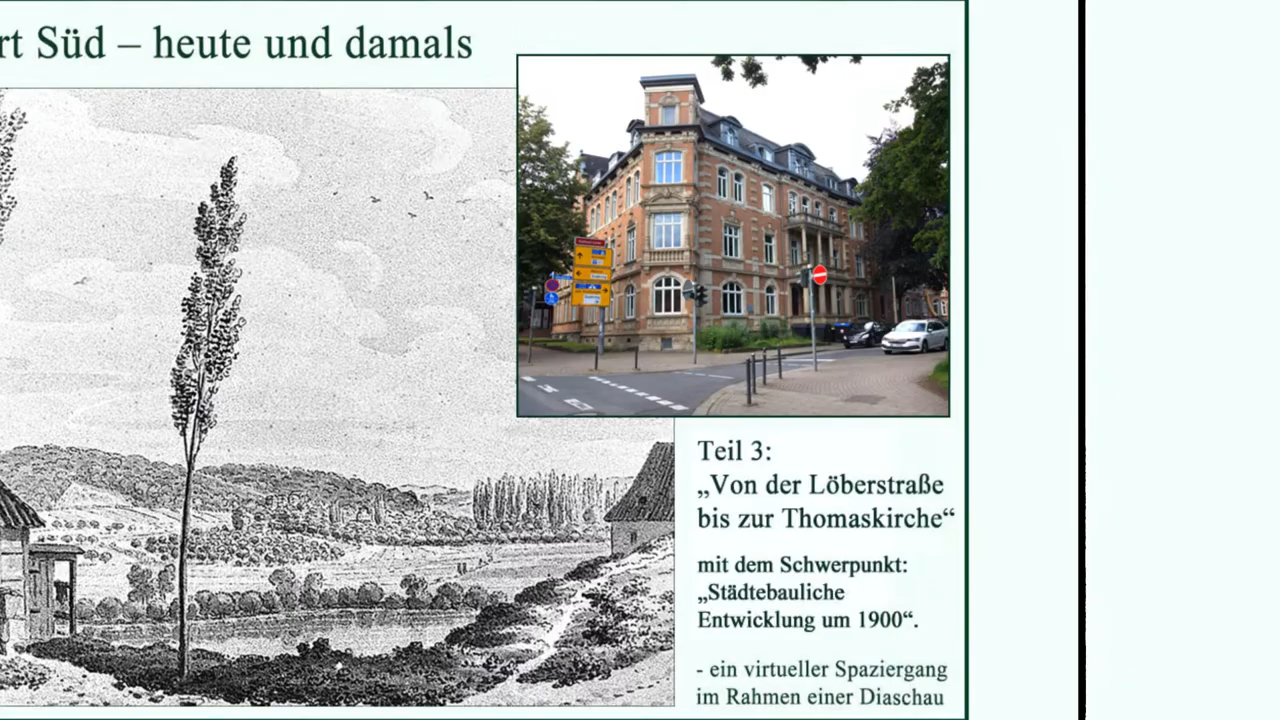 rt Süd – heute und damals
Teil 3:
„Von der Löberstraße
bis zur Thomaskirche“
mit dem Schwerpunkt:
„Städtebauliche
Entwicklung um 1900“.
- ein virtueller Spaziergang
im Rahmen einer Diaschau